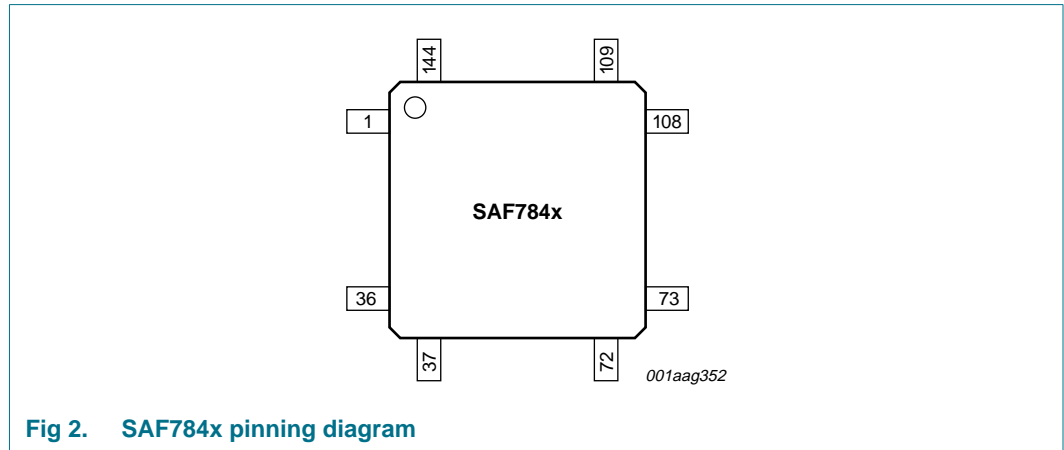 144 109
1 108
SAF784x
36 73
37 72
001aag352
Fig 2. SAF784x pinning diagram